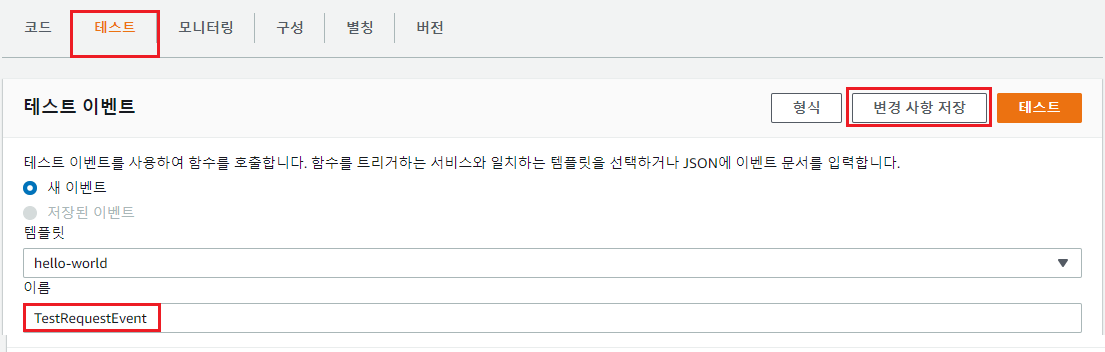 코드 테스트 모니터링 구성 별칭 버전
테스트 이벤트 형식 변경 사항 저장 테스트
테스트 이벤트를 사용하여 함수를 호출합니다. 함수를 트리거하는 서비스와 일치하는 템플릿을 선택하거나 JSON에 이벤트 문서를 입력합니다.
새 이벤트
저장된 이벤트
템플릿
hello-world
이름
TestRequestEvent